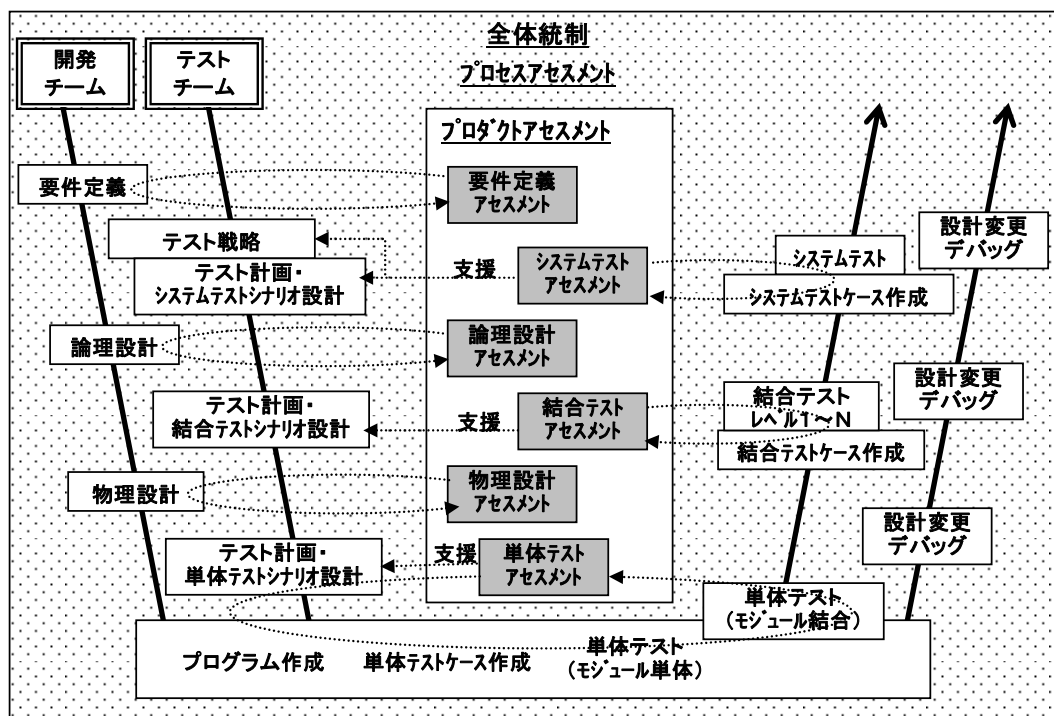 全体統制
プロセスアセスメント
開発
チーム
テスト
チーム
プロダクトアセスメント
要件定義
要件定義
アセスメント
テスト戦略
テスト計画・
システムテストシナリオ設計
支援
システムテスト
アセスメント
システムテスト
システムテストケース作成
設計変更
デバッグ
論理設計
論理設計
アセスメント
テスト計画・
結合テストシナリオ設計
支援
結合テスト
アセスメント
結合テスト
レベル1～N
結合テストケース作成
設計変更
デバッグ
物理設計
物理設計
アセスメント
テスト計画・
単体テストシナリオ設計
支援
単体テスト
アセスメント
設計変更
デバッグ
単体テスト
(モジュール結合)
プログラム作成
単体テストケース作成
単体テスト
(モジュール単体)